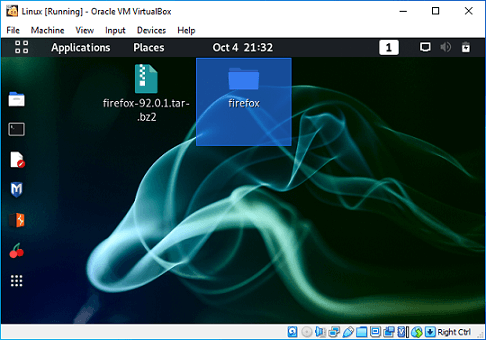 Linux [Running] - Oracle VM VirtualBox
File Machine View Input Devices Help
Applications Places Oct 4 21:32 1
firefox-92.0.1.tar-
.bz2
firefox
Right Ctrl